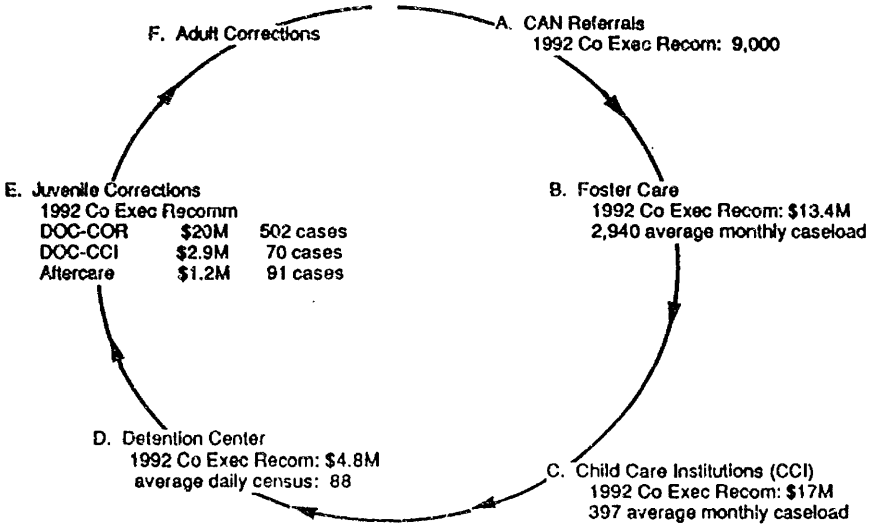 A. CAN Referrals
1992 Co Exec Recom: 9,000
B. Foster Care
1992 Co Exec Recom: $13.4M
2,940 average monthly caseload
C. Child Care Institutions (CCI)
1992 Co Exec Recom: $17M
397 average monthly caseload
D. Detention Center
1992 Co Exec Recom: $4.8M
average daily census: 88
E. Juvenile Corrections
1992 Co Exec Recomm
DOC-COR $20M 502 cases
DOC-CCI $2.9M 70 cases
Aftercare $1.2M 91 cases
F. Adult Corrections